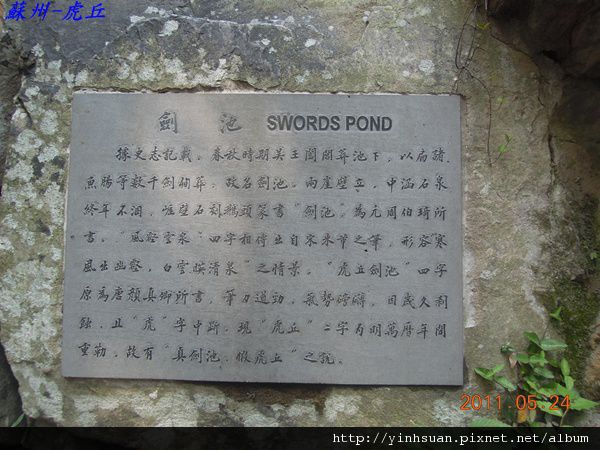 蘇州-虎丘
劍池 SWORDS POND
據史志記載，春秋時期吴王闔閭葬池下，以扁諸、
魚腸等數千劍殉葬，故名劍池。兩崖壁立，中涵石泉
終年不涸，崖壁石刻鵝頭篆書“劍池”爲元周伯琦所
書。“風壑雲泉”四字相傳出自宋米芾之筆，形容“寒
風出幽壑，白雲 清泉”之情景。“虎丘劍池”四字
原爲唐顏真卿所書，筆力遒勁，氣勢磅礴，因歲久剥
蝕，且“虎”字中斷，現“虎丘”二字為明萬曆年間
重勒，故有“真劍池，假虎丘”之說。
2011.05.24
http://yinhsuan.pixnet.net/album